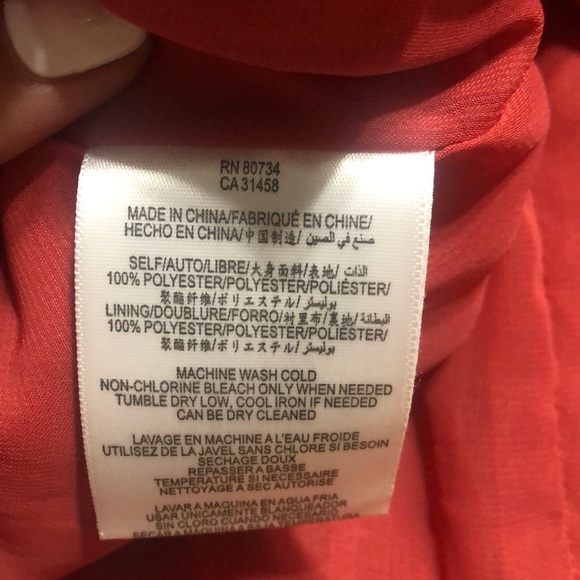 RN 80734
CA 31458
MADE IN CHINA/FABRIQUÉ EN CHINE/
HECHO EN CHINA/中国制造/ صنع في الصين
SELF/AUTO/LIBRE/大身面料/表地/ الذات
100% POLYESTER/POLYESTER/POLIÉSTER/
聚酯纤维/ポリエステル/بوليستر/
LINING/DOUBLURE/FORRO/衬里布/裏地/ البطانة/
100% POLYESTER/POLYESTER/POLIÉSTER/
聚酯纤维/ポリエステル/بوليستر/
MACHINE WASH COLD
NON-CHLORINE BLEACH ONLY WHEN NEEDED
TUMBLE DRY LOW, COOL IRON IF NEEDED
CAN BE DRY CLEANED
LAVAGE EN MACHINE A L'EAU FROIDE
UTILISEZ DE LA JAVEL SANS CHLORE SI BESOIN
SECHAGE DOUX
REPASSER A BASSE
TEMPERATURE SI NECESSAIRE
NETTOYAGE A SEC AUTORISE
LAVAR A MAQUINA EN AGUA FRIA
USAR UNICAMENTE BLANQUEADOR
SIN CLORO CUANDO NECESARIO
SECAR A MAQUINA A TEMPERATURA